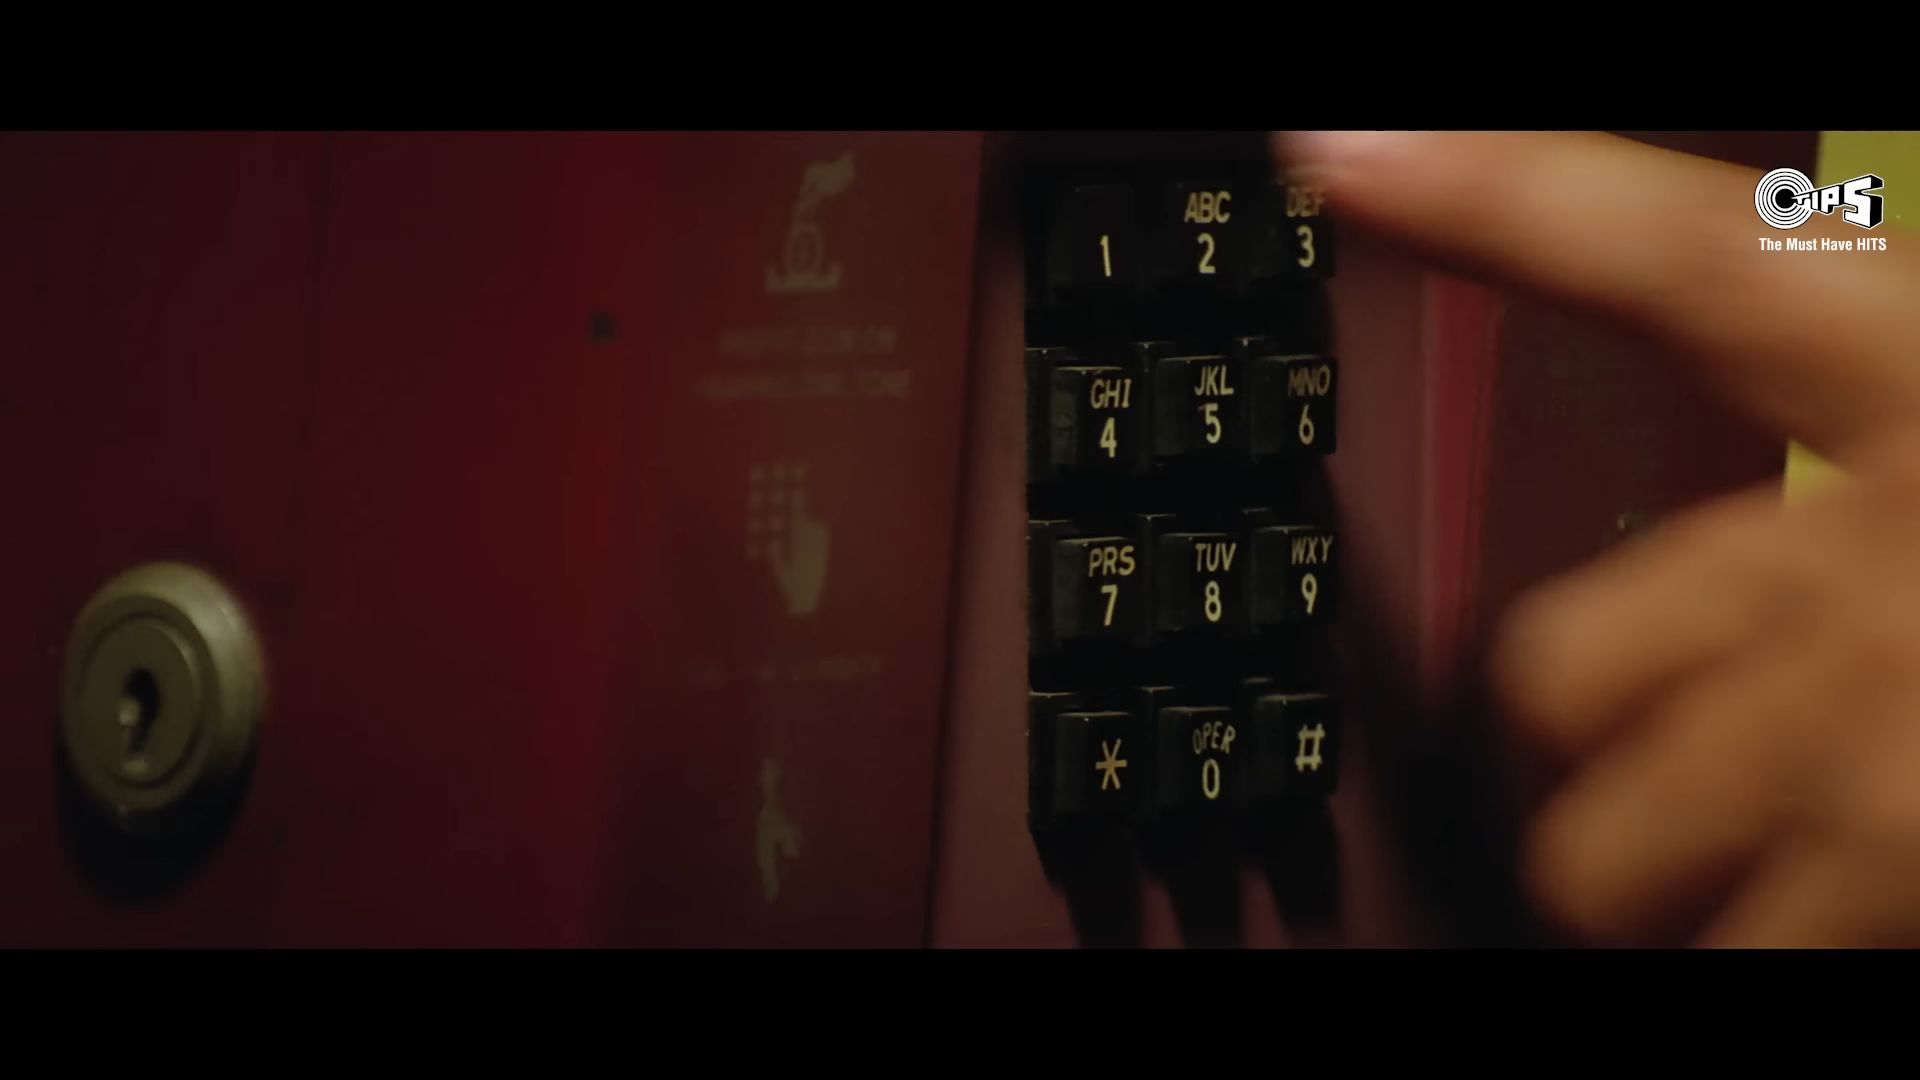 TIPS
The Must Have HITS
1
ABC
2
DEF
3
GHI
4
JKL
5
MNO
6
PRS
7
TUV
8
WXY
9
*
OPER
0
#